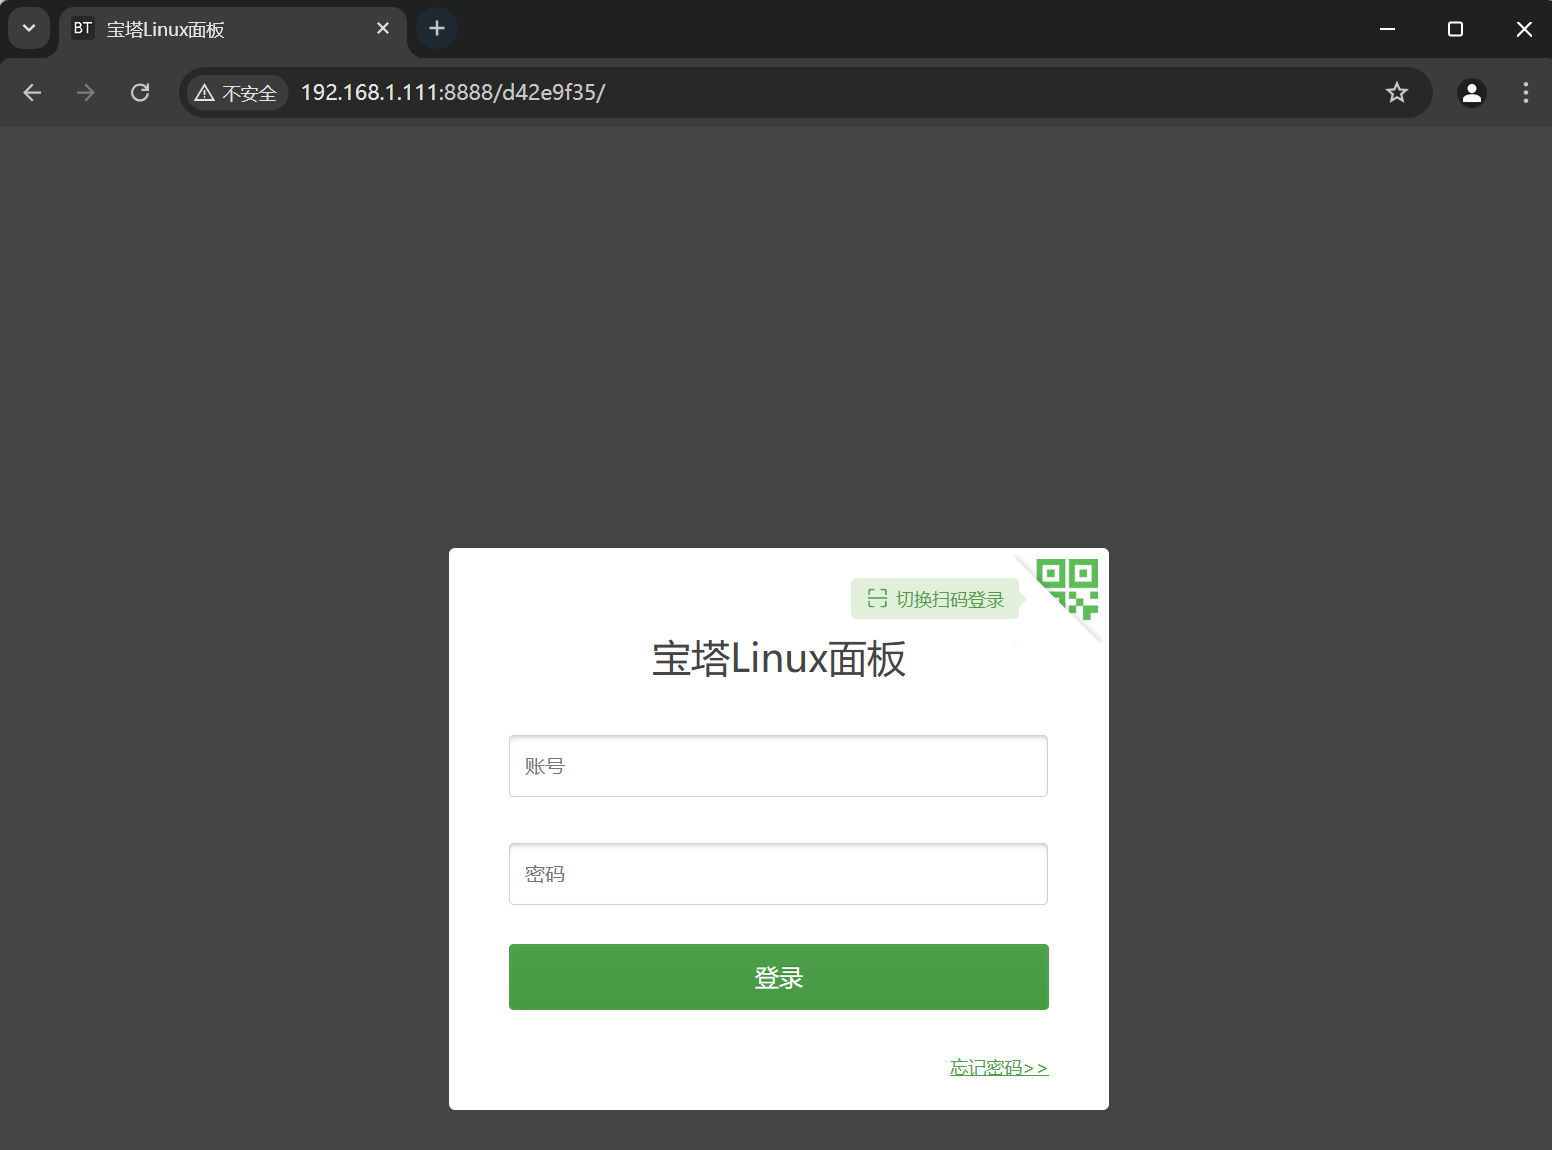 BT 宝塔Linux面板
不安全 192.168.1.111:8888/d42e9f35/
切换扫码登录
宝塔Linux面板
账号
密码
登录
忘记密码>>